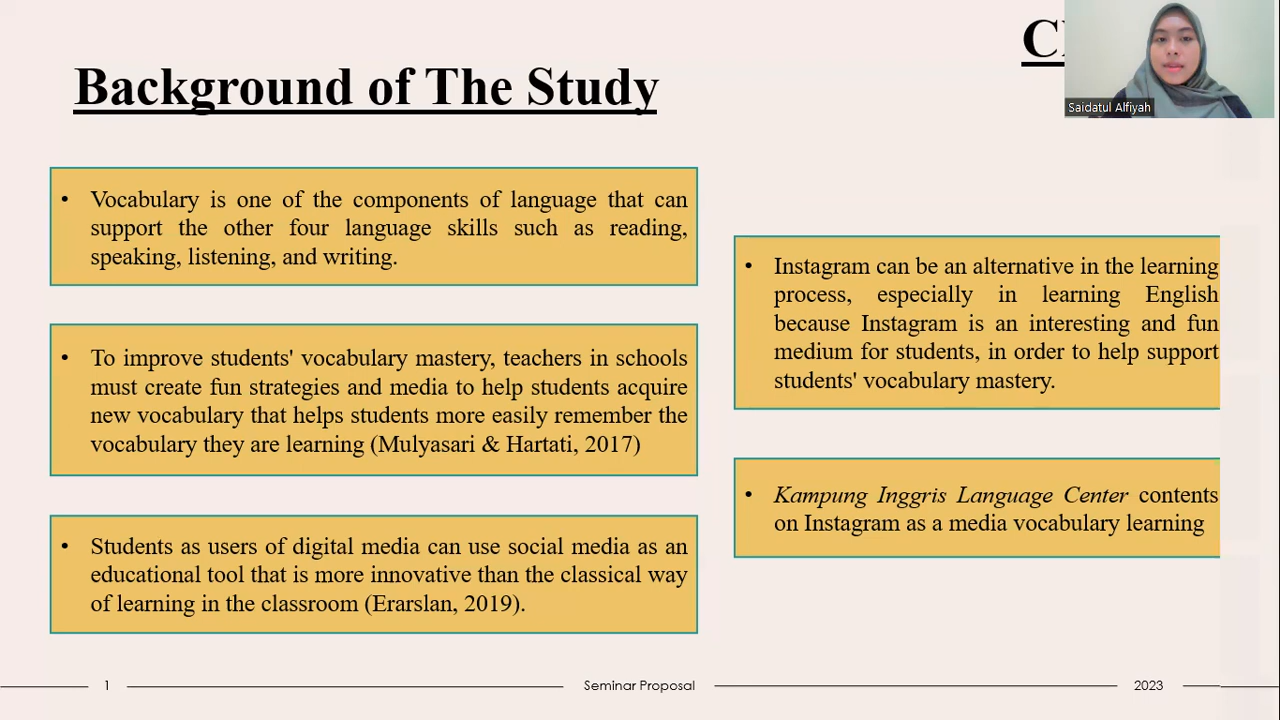 Background of The Study
Saidatul Alfiyah
• Vocabulary is one of the components of language that can
support the other four language skills such as reading,
speaking, listening, and writing.
• To improve students' vocabulary mastery, teachers in schools
must create fun strategies and media to help students acquire
new vocabulary that helps students more easily remember the
vocabulary they are learning (Mulyasari & Hartati, 2017)
• Students as users of digital media can use social media as an
educational tool that is more innovative than the classical way
of learning in the classroom (Erarslan, 2019).
• Instagram can be an alternative in the learning
process, especially in learning English
because Instagram is an interesting and fun
medium for students, in order to help support
students' vocabulary mastery.
• Kampung Inggris Language Center contents
on Instagram as a media vocabulary learning
1
Seminar Proposal
2023